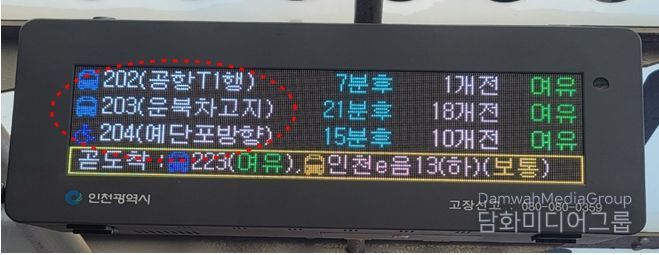 202(공항T1행) 7분후 1개전 여유
203(운북차고지) 21분후 18개전 여유
204(예단포방향) 15분후 10개전 여유
곧도착 : 223(여유), 인천e음13(하)(보통)
인천광역시
고장신고 : 080-080-0359
DamwahMediaGroup
담화미디어그룹